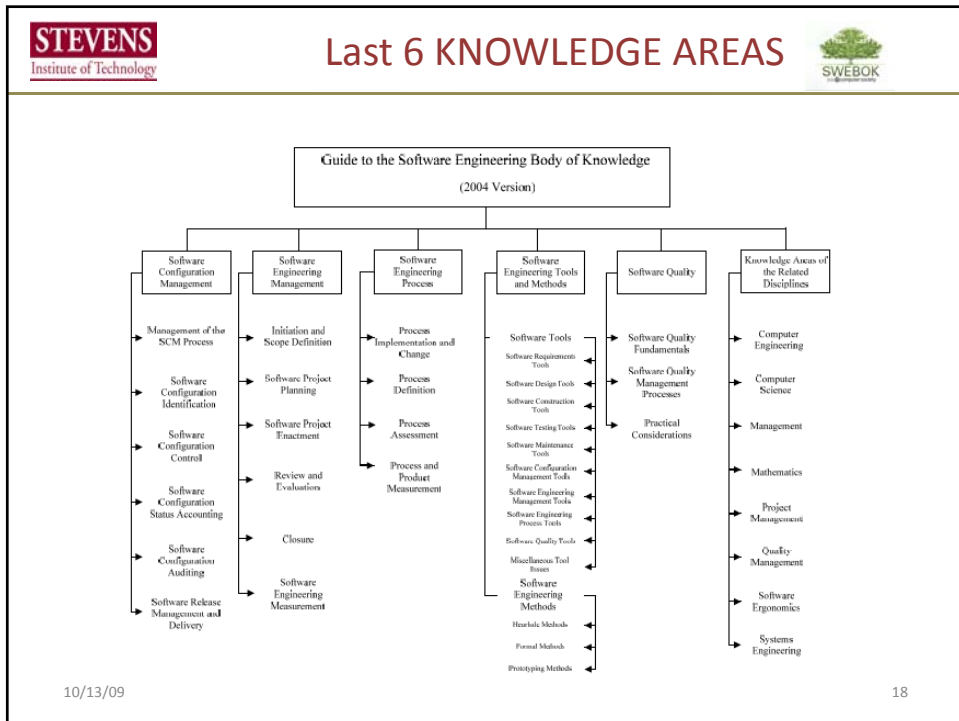 STEVENS
Institute of Technology
Last 6 KNOWLEDGE AREAS
SWEBOK
Guide to the Software Engineering Body of Knowledge
(2004 Version)
Software
Configuration
Management
Management of the
SCM Process
Software
Configuration
Identification
Software
Configuration
Control
Software
Configuration
Status Accounting
Software
Configuration
Auditing
Software Release
Management and
Delivery
Software
Engineering
Management
Initiation and
Scope Definition
Software Project
Planning
Software Project
Enactment
Review and
Evaluation
Closure
Software
Engineering
Measurement
Software
Engineering
Process
Process
Implementation and
Change
Process
Definition
Process
Assessment
Process and
Product
Measurement
Software
Engineering Tools
and Methods
Software Tools
Software Requirements
Tools
Software Design Tools
Software Construction
Tools
Software Testing Tools
Software Maintenance
Tools
Software Configuration
Management Tools
Software Engineering
Management Tools
Software Engineering
Process Tools
Software Quality Tools
Miscellaneous Tool
Issues
Software
Engineering
Methods
Heuristic Methods
Formal Methods
Prototyping Methods
Software Quality
Software Quality
Fundamentals
Software Quality
Management
Processes
Practical
Considerations
Knowledge Areas of
the Related
Disciplines
Computer
Engineering
Computer
Science
Management
Mathematics
Project
Management
Quality
Management
Software
Ergonomics
Systems
Engineering
10/13/09
18